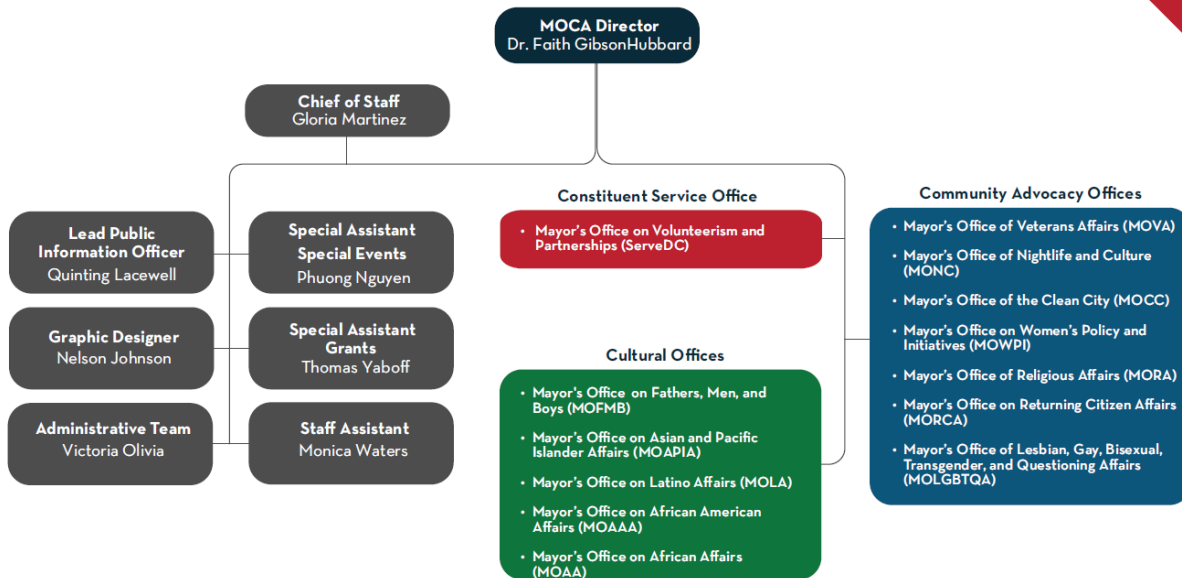 MOCA Director
Dr. Faith GibsonHubbard
Chief of Staff
Gloria Martinez
Lead Public
Information Officer
Quinting Lacewell
Special Assistant
Special Events
Phuong Nguyen
Graphic Designer
Nelson Johnson
Special Assistant
Grants
Thomas Yaboff
Administrative Team
Victoria Olivia
Staff Assistant
Monica Waters
Constituent Service Office
• Mayor's Office on Volunteerism and
Partnerships (ServeDC)
Cultural Offices
• Mayor's Office on Fathers, Men, and
Boys (MOFMB)
• Mayor's Office on Asian and Pacific
Islander Affairs (MOAPIA)
• Mayor's Office on Latino Affairs (MOLA)
• Mayor's Office on African American
Affairs (MOAAA)
• Mayor's Office on African Affairs
(MOAA)
Community Advocacy Offices
• Mayor's Office of Veterans Affairs (MOVA)
• Mayor's Office of Nightlife and Culture
(MONC)
• Mayor's Office of the Clean City (MOCC)
• Mayor's Office on Women's Policy and
Initiatives (MOWPI)
• Mayor's Office of Religious Affairs (MORA)
• Mayor's Office on Returning Citizen Affairs
(MORCA)
• Mayor's Office of Lesbian, Gay, Bisexual,
Transgender, and Questioning Affairs
(MOLGBTQA)